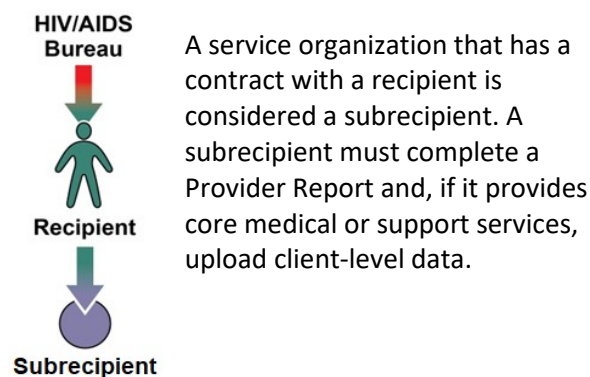 HIV/AIDS
Bureau
Recipient
Subrecipient
A service organization that has a
contract with a recipient is
considered a subrecipient. A
subrecipient must complete a
Provider Report and, if it provides
core medical or support services,
upload client-level data.